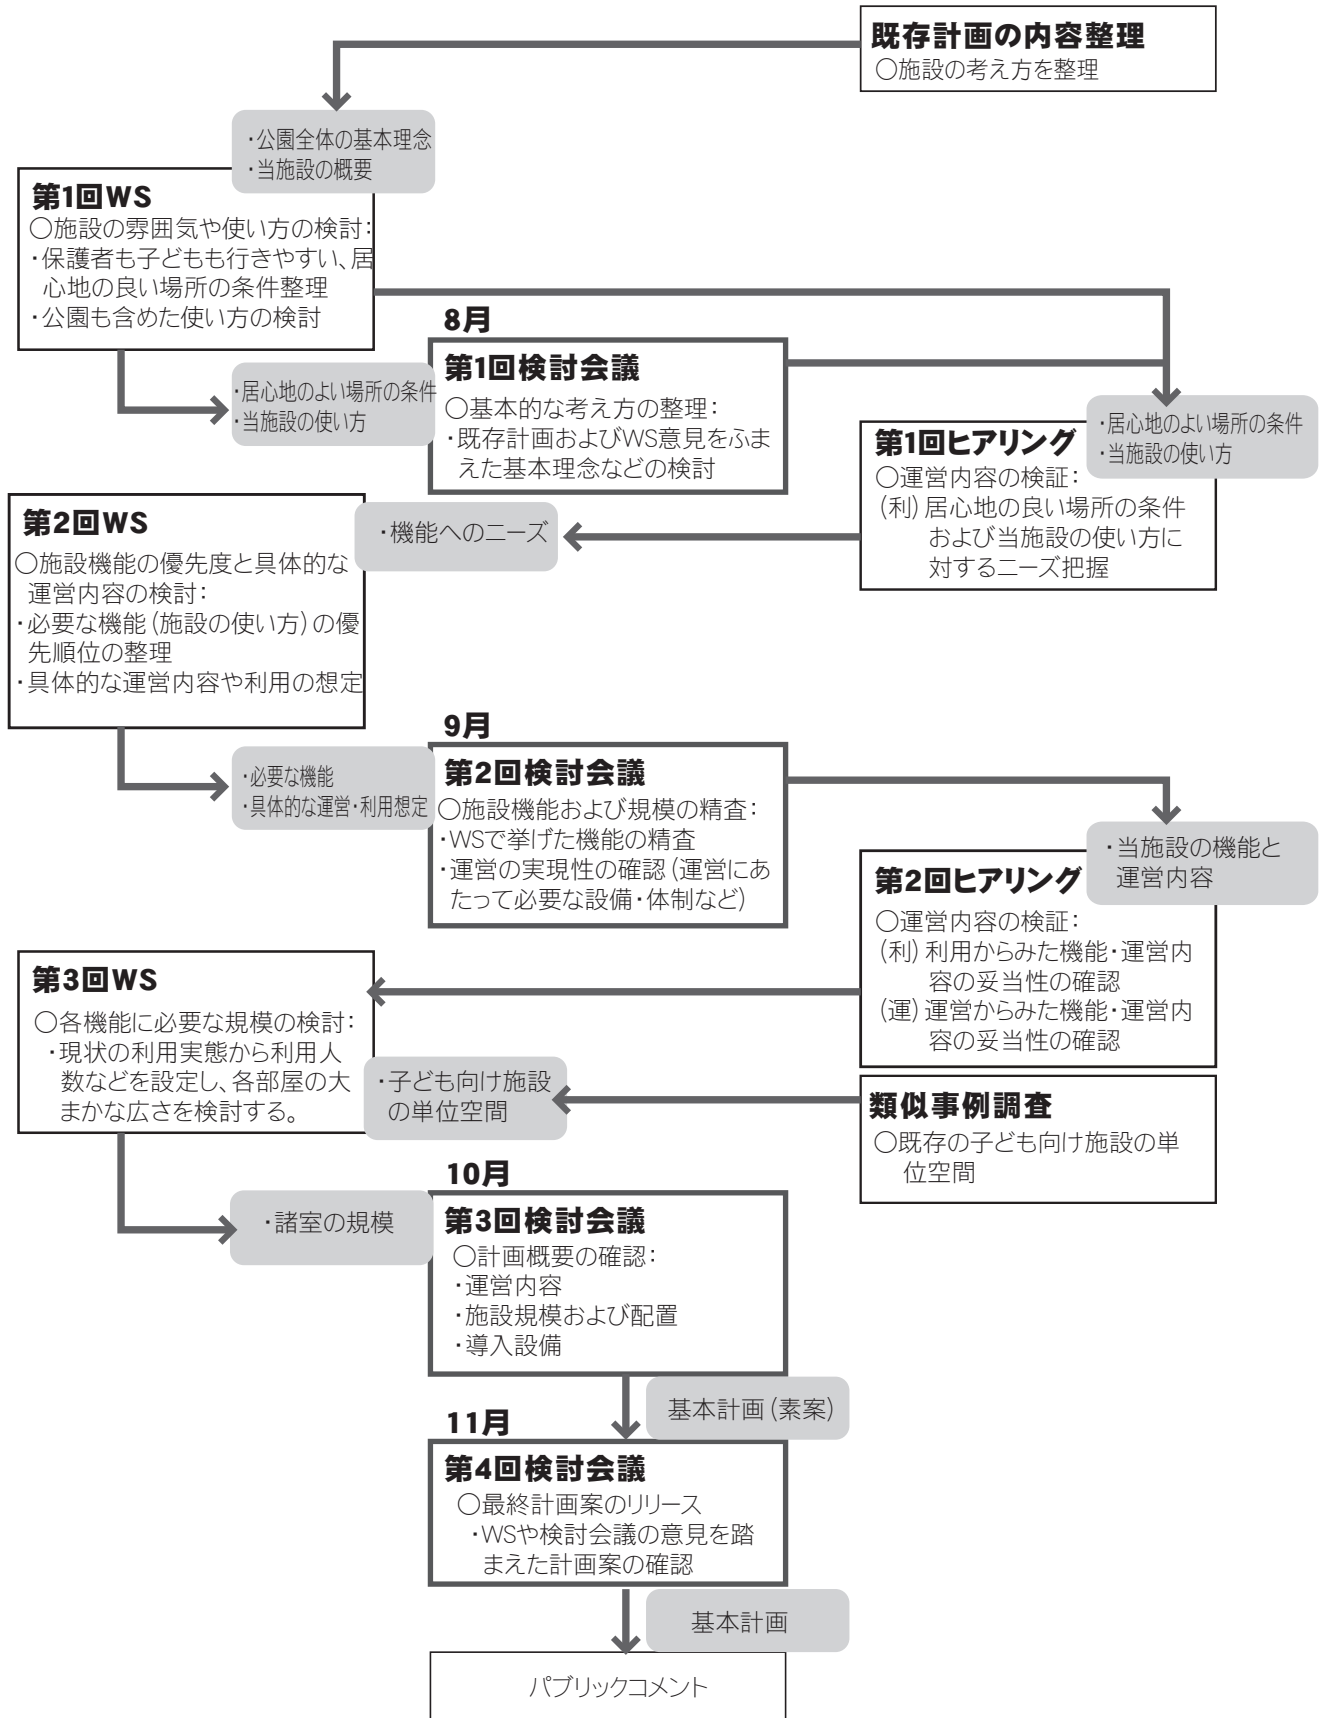 既存計画の内容整理
○施設の考え方を整理
・公園全体の基本理念
・当施設の概要
第1回WS
○施設の雰囲気や使い方の検討：
・保護者も子どもも行きやすい、居
心地の良い場所の条件整理
・公園も含めた使い方の検討
・居心地のよい場所の条件
・当施設の使い方
8月
第1回検討会議
○基本的な考え方の整理：
・既存計画およびWS意見をふま
えた基本理念などの検討
・居心地のよい場所の条件
・当施設の使い方
第1回ヒアリング
○運営内容の検証：
（利）居心地の良い場所の条件
および当施設の使い方に
対するニーズ把握
・機能へのニーズ
第2回WS
○施設機能の優先度と具体的な
運営内容の検討：
・必要な機能（施設の使い方）の優
先順位の整理
・具体的な運営内容や利用の想定
・必要な機能
・具体的な運営・利用想定
9月
第2回検討会議
○施設機能および規模の精査：
・WSで挙げた機能の精査
・運営の実現性の確認（運営にあ
たって必要な設備・体制など）
・当施設の機能と
運営内容
第2回ヒアリング
○運営内容の検証：
（利）利用からみた機能・運営内
容の妥当性の確認
（運）運営からみた機能・運営内
容の妥当性の確認
第3回WS
○各機能に必要な規模の検討：
・現状の利用実態から利用人
数などを設定し、各部屋の大
まかな広さを検討する。
・子ども向け施設
の単位空間
類似事例調査
○既存の子ども向け施設の単
位空間
・諸室の規模
10月
第3回検討会議
○計画概要の確認：
・運営内容
・施設規模および配置
・導入設備
基本計画（素案）
11月
第4回検討会議
○最終計画案のリリース
・WSや検討会議の意見を踏
まえた計画案の確認
基本計画
パブリックコメント